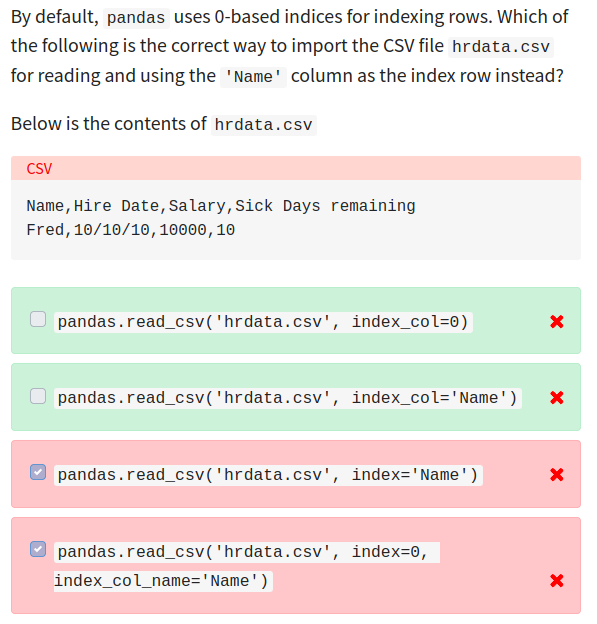 By default, pandas uses 0-based indices for indexing rows. Which of
the following is the correct way to import the CSV file hrdata.csv
for reading and using the 'Name' column as the index row instead?
Below is the contents of hrdata.csv
CSV
Name,Hire Date,Salary,Sick Days remaining
Fred,10/10/10,10000,10
pandas.read_csv('hrdata.csv', index_col=0)
pandas.read_csv('hrdata.csv', index_col='Name')
pandas.read_csv('hrdata.csv', index='Name')
pandas.read_csv('hrdata.csv', index=0,
index_col_name='Name')